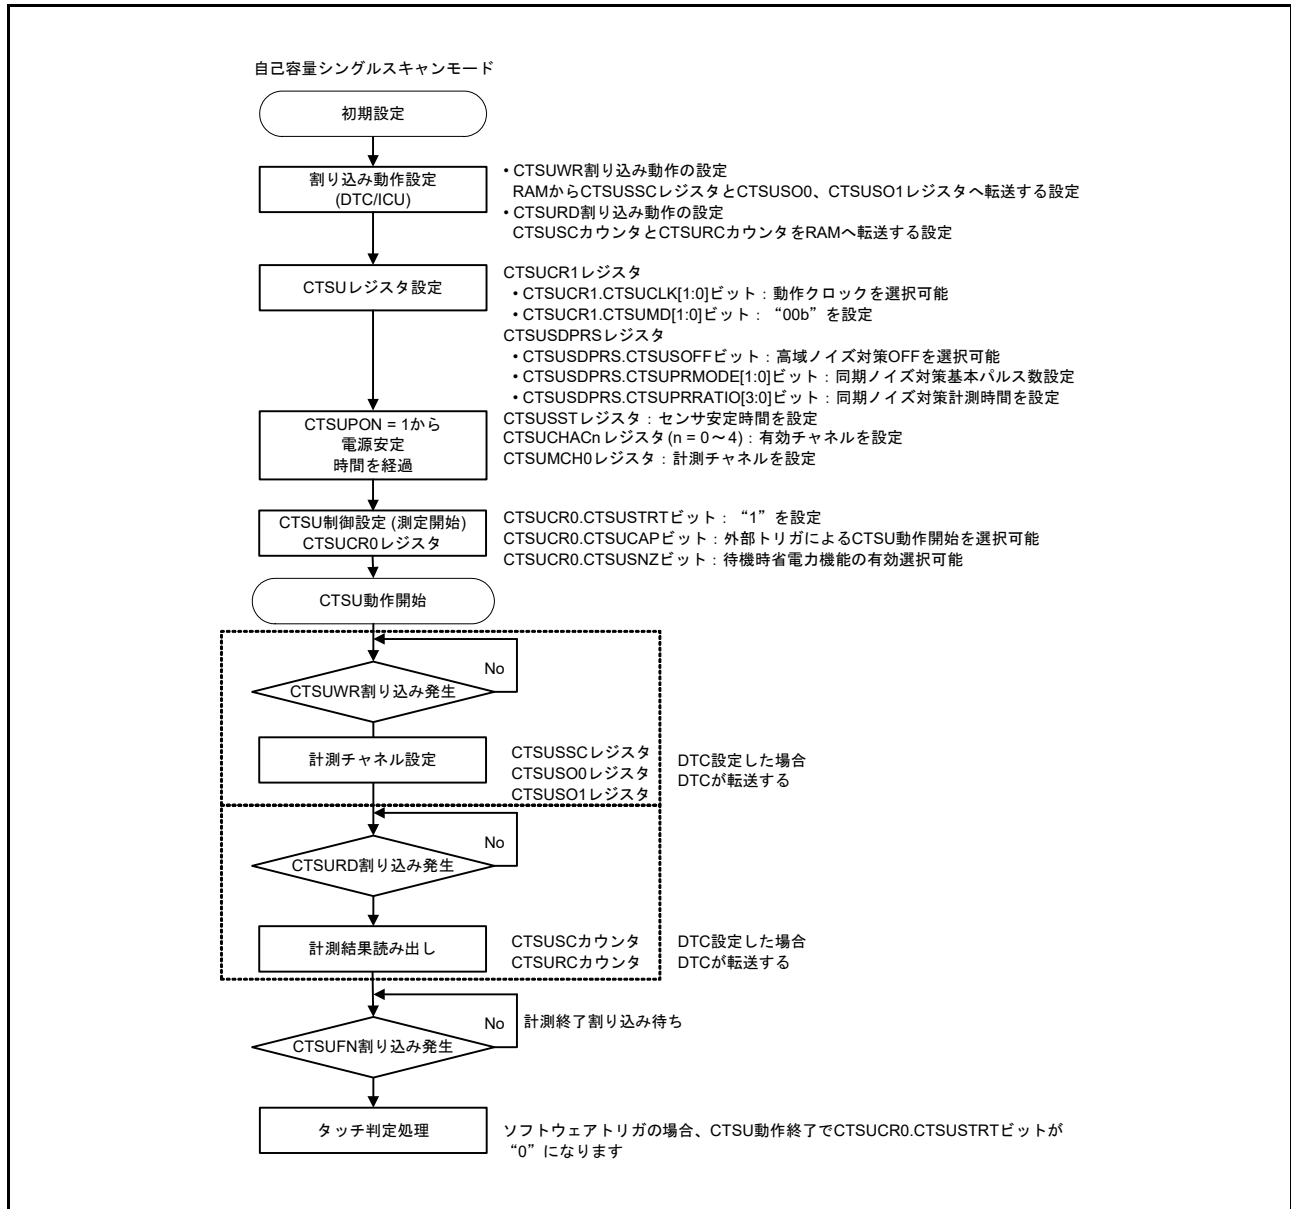 自己容量シングルスキャンモード
初期設定
割り込み動作設定
(DTC/ICU)
• CTSUWR割り込み動作の設定
RAMからCTSUSSCレジスタとCTSUSO0、CTSUSO1レジスタへ転送する設定
• CTSURD割り込み動作の設定
CTSUSCカウンタとCTSURCカウンタをRAMへ転送する設定
CTSUレジスタ設定
CTSUCR1レジスタ
• CTSUCR1.CTSUCLK[1:0]ビット：動作クロックを選択可能
• CTSUCR1.CTSUMD[1:0]ビット：“00b”を設定
CTSUSDPRSレジスタ
• CTSUSDPRS.CTSUSOFFビット：高域ノイズ対策OFFを選択可能
• CTSUSDPRS.CTSUPRMODE[1:0]ビット：同期ノイズ対策基本パルス数設定
• CTSUSDPRS.CTSUPRRATIO[3:0]ビット：同期ノイズ対策計測時間を設定
CTSUSSTレジスタ：センサ安定時間を設定
CTSUCHACnレジスタ(n = 0～4)：有効チャネルを設定
CTSUMCH0レジスタ：計測チャネルを設定
CTSUPON = 1から
電源安定
時間を経過
CTSU制御設定 (測定開始)
CTSUCR0レジスタ
CTSUCR0.CTSUSTRTビット：“1”を設定
CTSUCR0.CTSUCAPビット：外部トリガによるCTSU動作開始を選択可能
CTSUCR0.CTSUSNZビット：待機時省電力機能の有効選択可能
CTSU動作開始
No
CTSUWR割り込み発生
計測チャネル設定
CTSUSSCレジスタ
CTSUSO0レジスタ
CTSUSO1レジスタ
DTC設定した場合
DTCが転送する
No
CTSURD割り込み発生
計測結果読み出し
CTSUSCカウンタ
CTSURCカウンタ
DTC設定した場合
DTCが転送する
No
計測終了割り込み待ち
CTSUFN割り込み発生
タッチ判定処理
ソフトウェアトリガの場合、CTSU動作終了でCTSUCR0.CTSUSTRTビットが
“0”になります